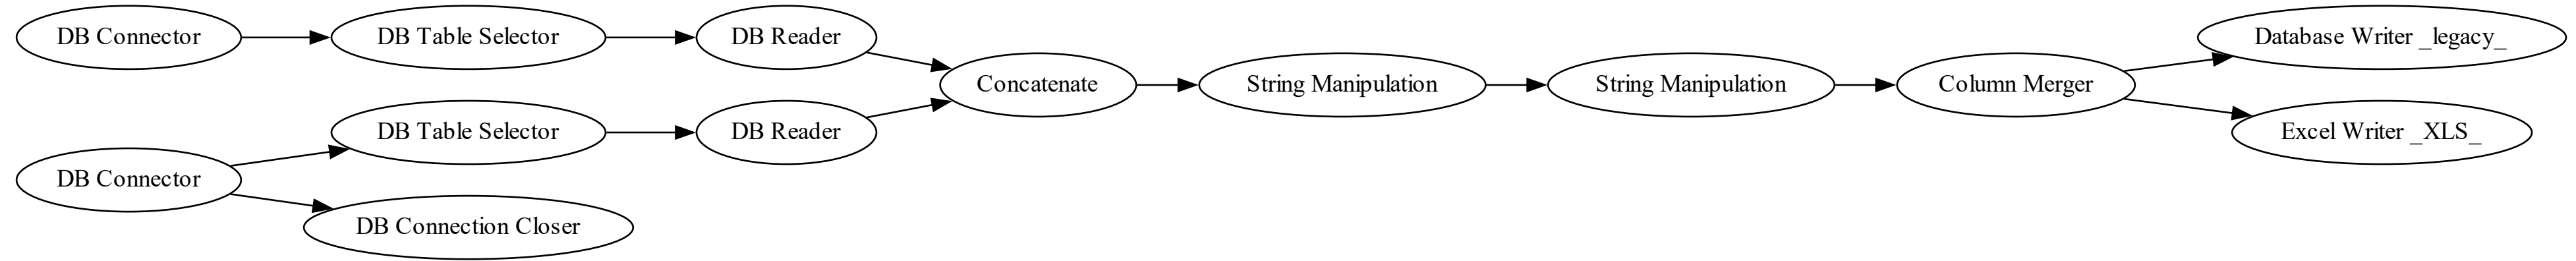 DB Connector
DB Table Selector
DB Reader
Concatenate
String Manipulation
String Manipulation
Column Merger
Database Writer _legacy_
DB Table Selector
DB Reader
Excel Writer _XLS_
DB Connector
DB Connection Closer